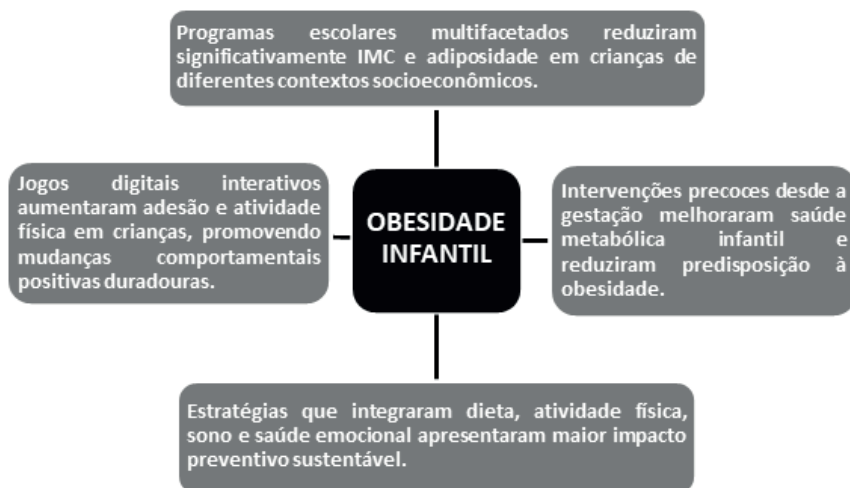 Programas escolares multifacetados reduziram
significativamente IMC e adiposidade em crianças de
diferentes contextos socioeconômicos.
Jogos digitais interativos
aumentaram adesão e atividade
física em crianças, promovendo
mudanças comportamentais
positivas duradouras.
OBESIDADE
INFANTIL
Intervenções precoces desde a
gestação melhoraram saúde
metabólica infantil e
reduziram predisposição à
obesidade.
Estratégias que integraram dieta, atividade física,
sono e saúde emocional apresentaram maior impacto
preventivo sustentável.